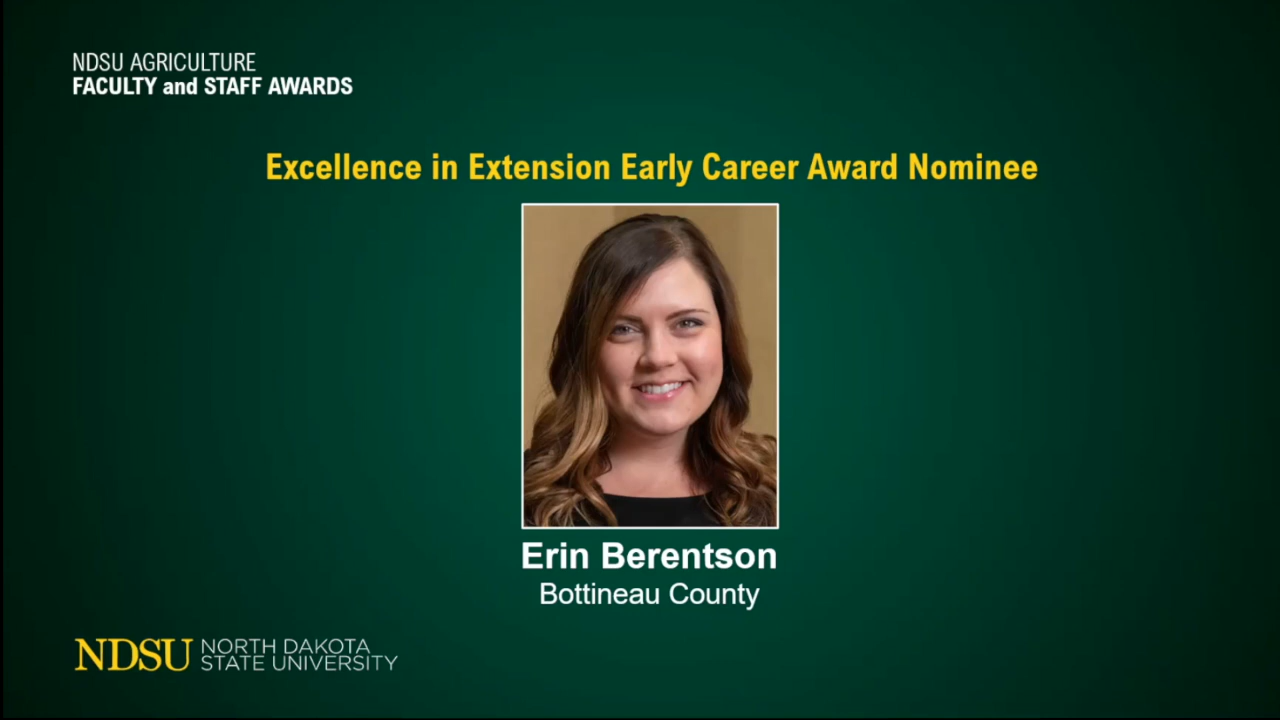 NDSU AGRICULTURE
FACULTY and STAFF AWARDS
Excellence in Extension Early Career Award Nominee
Erin Berentson
Bottineau County
NDSU NORTH DAKOTA
STATE UNIVERSITY